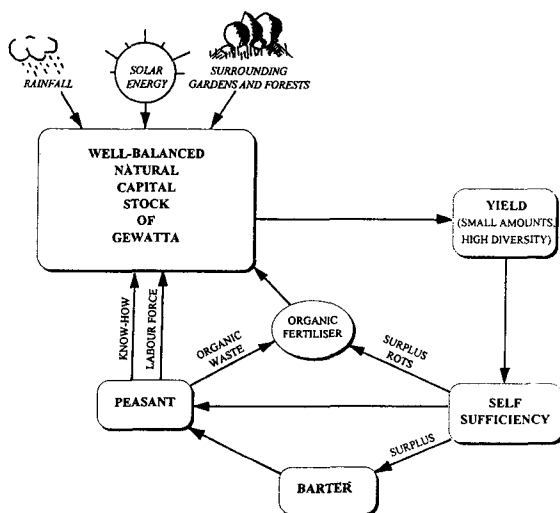 RAINFALL
SOLAR
ENERGY
SURROUNDING
GARDENS AND FORESTS
WELL-BALANCED
NATURAL
CAPITAL
STOCK
OF
GEWATTA
YIELD
(SMALL AMOUNTS,
HIGH DIVERSITY)
KNOW-HOW
LABOUR FORCE
ORGANIC
WASTE
ORGANIC
FERTILISER
SURPLUS
ROTS
PEASANT
SELF
SUFFICIENCY
SURPLUS
BARTER